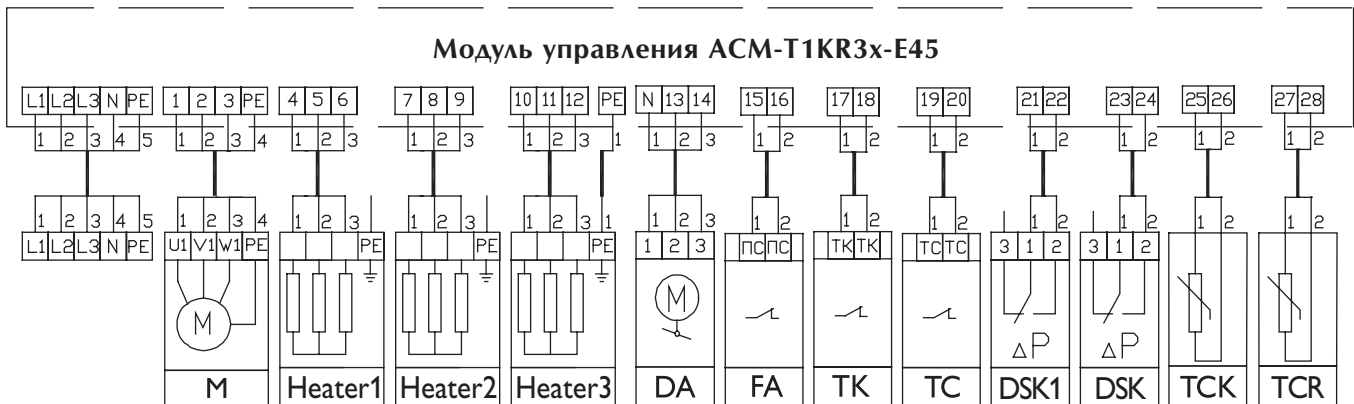 Модуль управления ACM-T1KR3x-E45
L1 L2 L3 N PE 1 2 3 PE 4 5 6 7 8 9 10 11 12 PE N 13 14 15 16 17 18 19 20 21 22 23 24 25 26 27 28
1 2 3 4 5 1 2 3 4 1 2 3 1 2 3 1 2 3 1 1 2 3 1 2 1 2 1 2 1 2 1 2 1 2 1 2
1 2 3 4 5 1 2 3 4 1 2 3 1 2 3 1 2 3 1 1 2 3 1 2 1 2 1 2 1 2 1 2 1 2 1 2
L1 L2 L3 N PE U1 V1 W1 PE PE PE PE 1 2 3 ПС ПС ТК ТК ТС ТС 3 1 2 3 1 2
M M
ΔP ΔP
M Heater1 Heater2 Heater3 DA FA TK TC DSK1 DSK TCK TCR